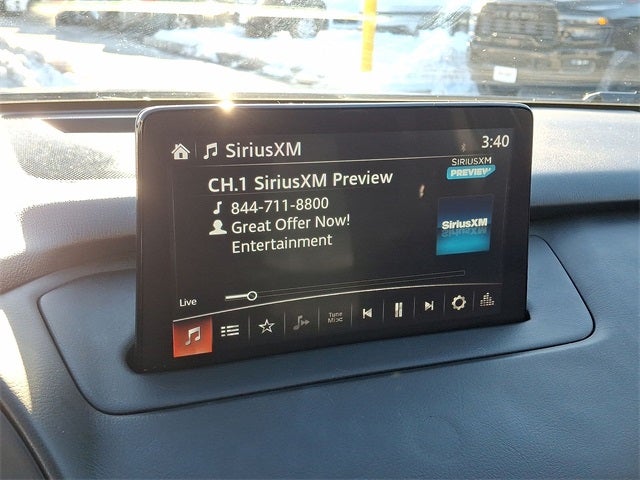 SiriusXM
3:40
CH.1 SiriusXM Preview
SIRIUSXM
PREVIEW
844-711-8800
Great Offer Now!
Entertainment
SiriusXM
Live
Tune
Mix